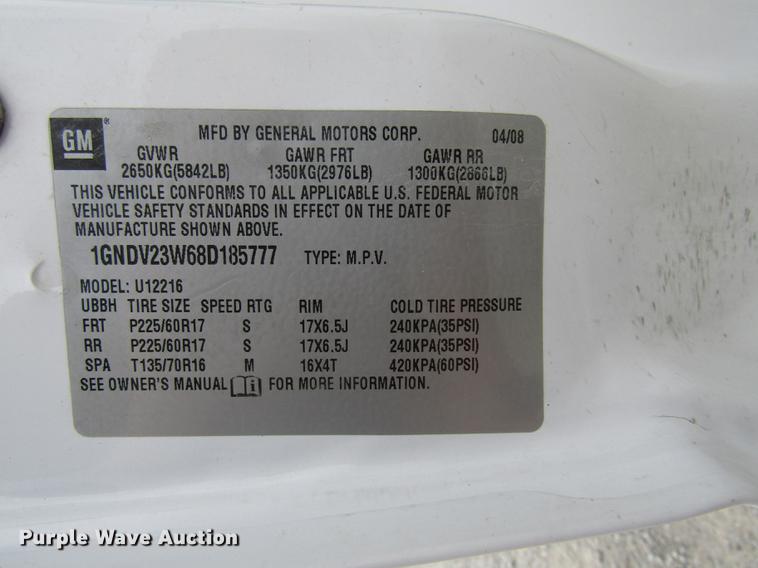 GM ® MFD BY GENERAL MOTORS CORP. 04/08
GVWR GAWR FRT GAWR RR
2650KG(5842LB) 1350KG(2976LB) 1300KG(2866LB)
THIS VEHICLE CONFORMS TO ALL APPLICABLE U.S. FEDERAL MOTOR
VEHICLE SAFETY STANDARDS IN EFFECT ON THE DATE OF
MANUFACTURE SHOWN ABOVE.
1GNDV23W68D185777 TYPE: M.P.V.
MODEL: U12216
UBBH TIRE SIZE SPEED RTG RIM COLD TIRE PRESSURE
FRT P225/60R17 S 17X6.5J 240KPA(35PSI)
RR P225/60R17 S 17X6.5J 240KPA(35PSI)
SPA T135/70R16 M 16X4T 420KPA(60PSI)
SEE OWNER'S MANUAL i FOR MORE INFORMATION.
Purple Wave Auction